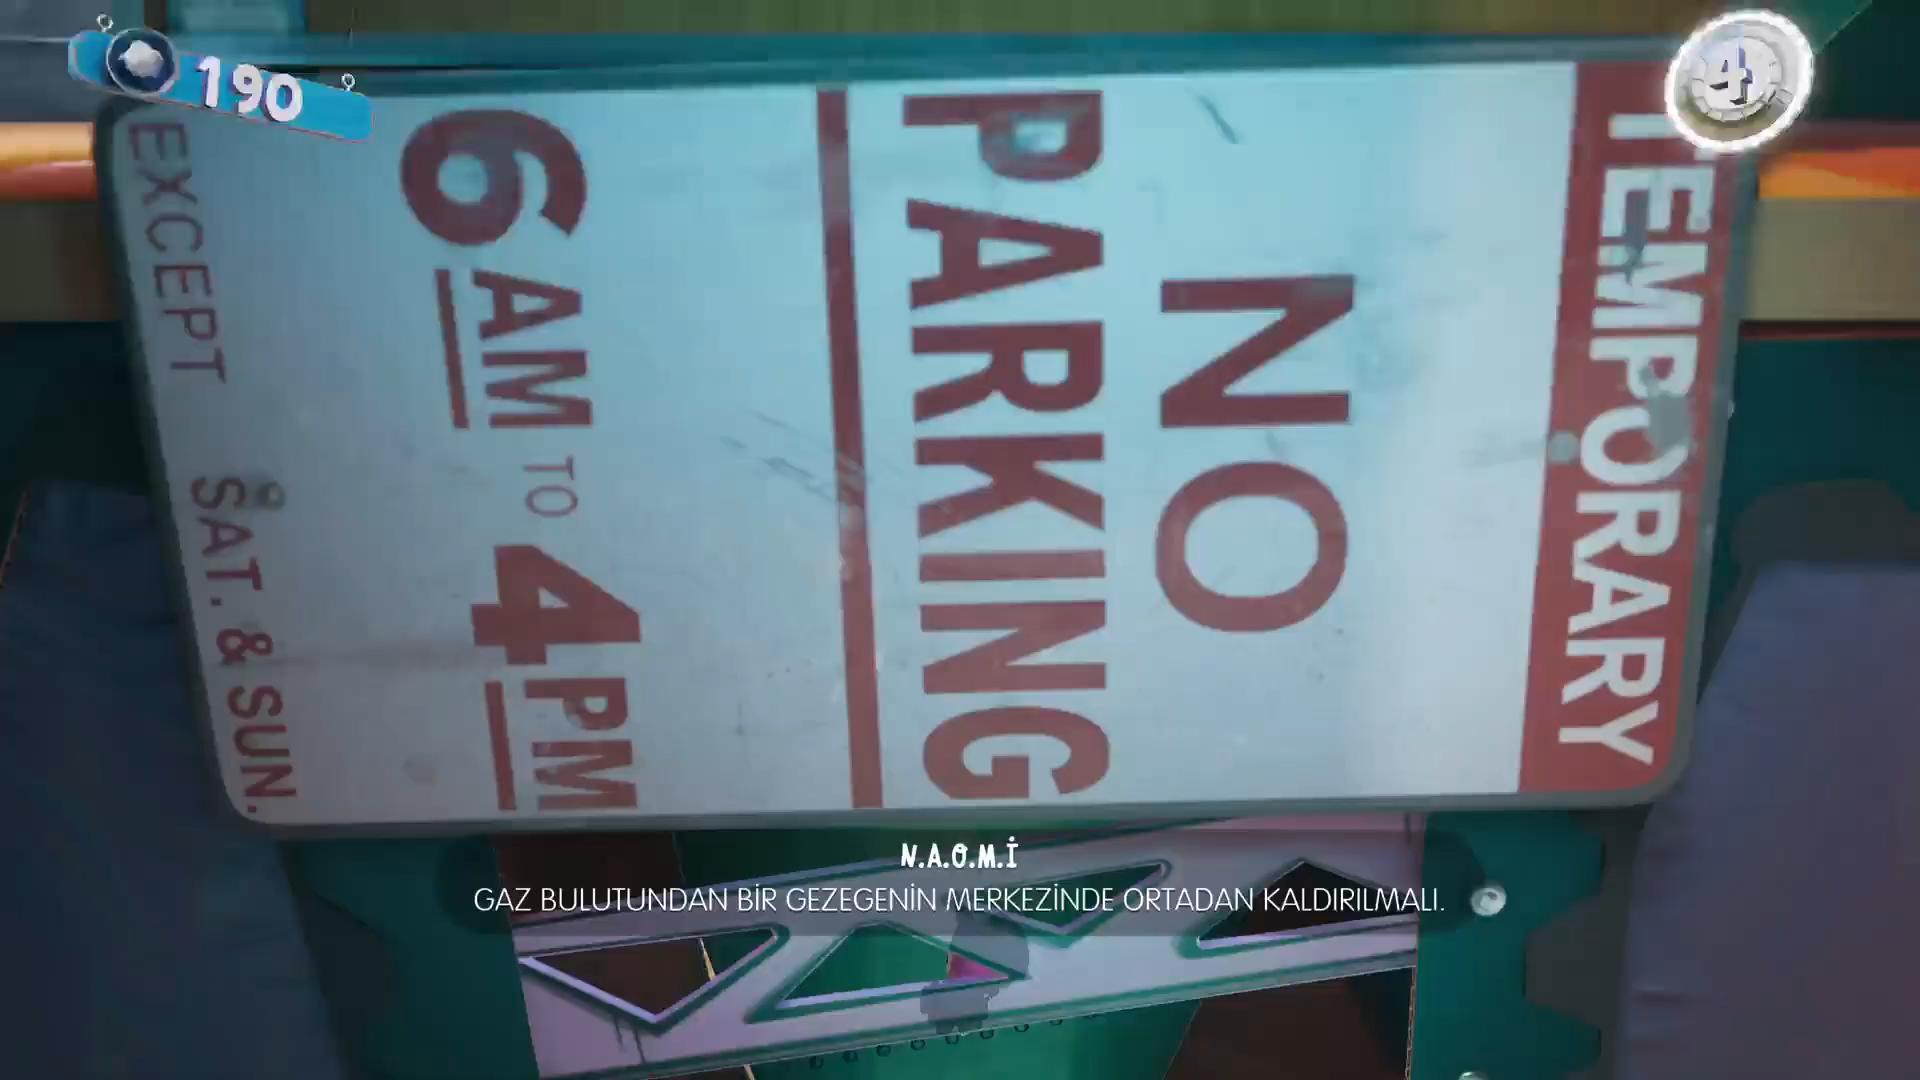 190
4
TEMPORARY
NO
PARKING
6 AM TO 4 PM
EXCEPT SAT. & SUN.
N.A.O.M.İ
GAZ BULUTUNDAN BİR GEZEGENİN MERKEZİNDE ORTADAN KALDIRILMALI.